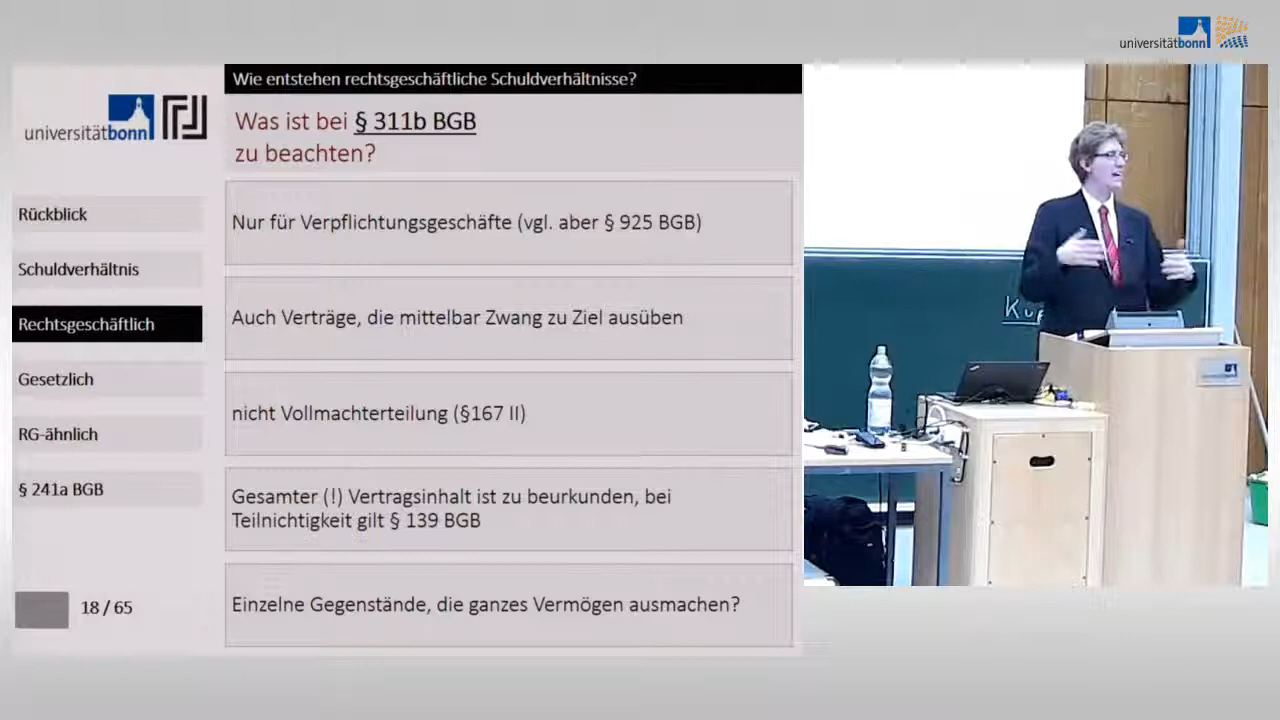 universitätbonn
Wie entstehen rechtsgeschäftliche Schuldverhältnisse?
universitätbonn
Was ist bei § 311b BGB
zu beachten?
Rückblick
Schuldverhältnis
Rechtsgeschäftlich
Gesetzlich
RG-ähnlich
§ 241a BGB
18 / 65
Nur für Verpflichtungsgeschäfte (vgl. aber § 925 BGB)
Auch Verträge, die mittelbar Zwang zu Ziel ausüben
nicht Vollmachterteilung (§167 II)
Gesamter (!) Vertragsinhalt ist zu beurkunden, bei
Teilnichtigkeit gilt § 139 BGB
Einzelne Gegenstände, die ganzes Vermögen ausmachen?